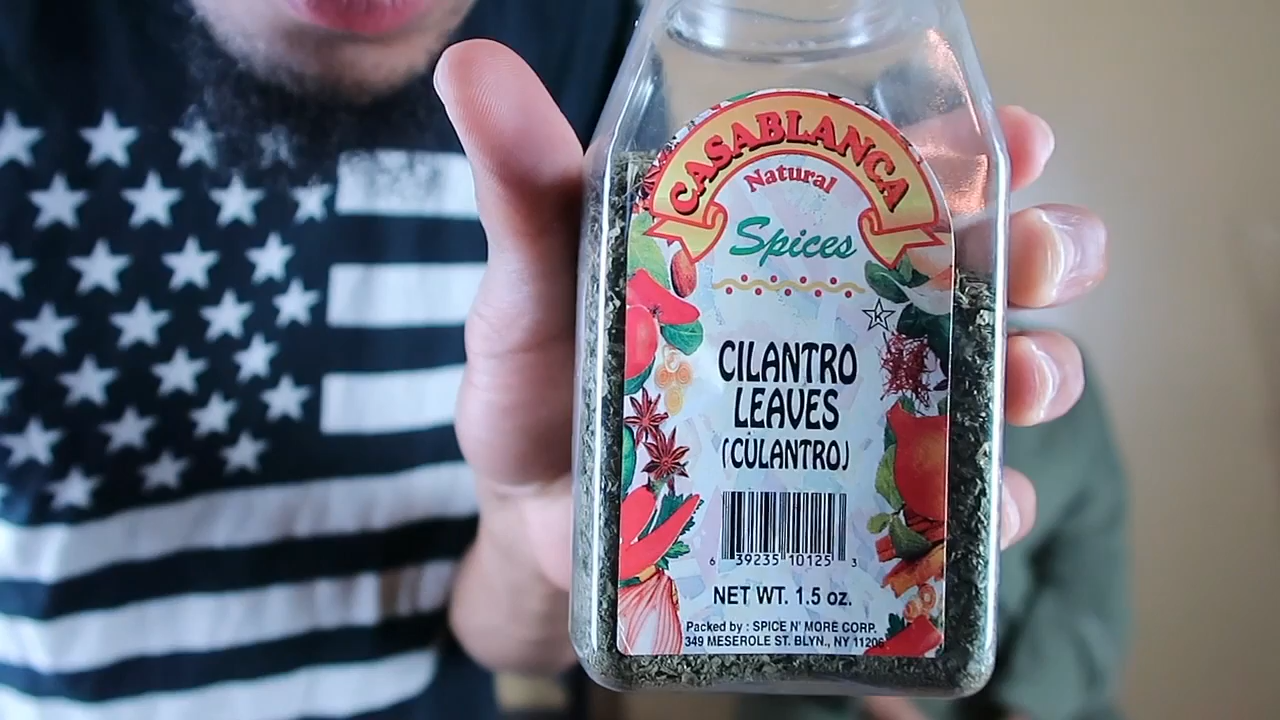 CASABLANCA
Natural
Spices
K
CILANTRO
LEAVES
(CULANTRO)
6 39235 10125 3
NET WT. 1.5 oz.
Packed by : SPICE N' MORE CORP.
349 MESEROLE ST. BLYN., NY 11206